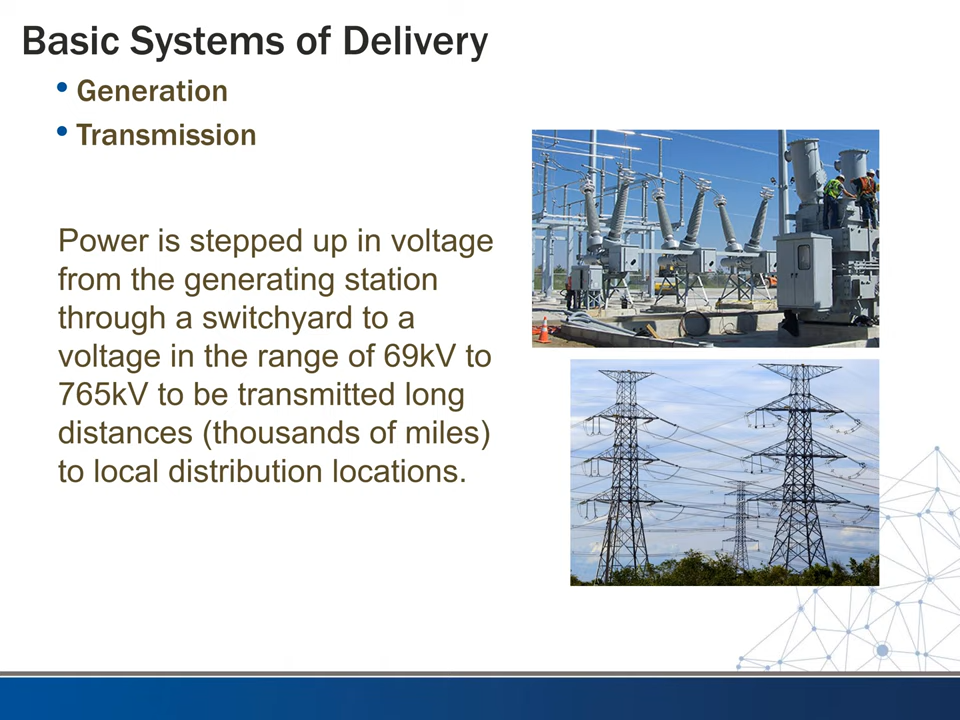 Basic Systems of Delivery
• Generation
• Transmission
Power is stepped up in voltage
from the generating station
through a switchyard to a
voltage in the range of 69kV to
765kV to be transmitted long
distances (thousands of miles)
to local distribution locations.